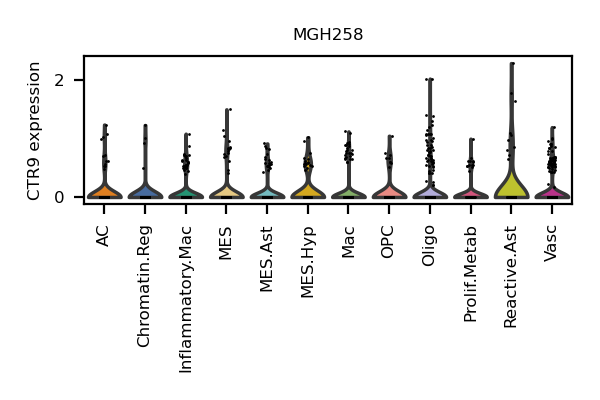 MGH258
CTR9 expression
2
0
AC
Chromatin.Reg
Inflammatory.Mac
MES
MES.Ast
MES.Hyp
Mac
OPC
Oligo
Prolif.Metab
Reactive.Ast
Vasc